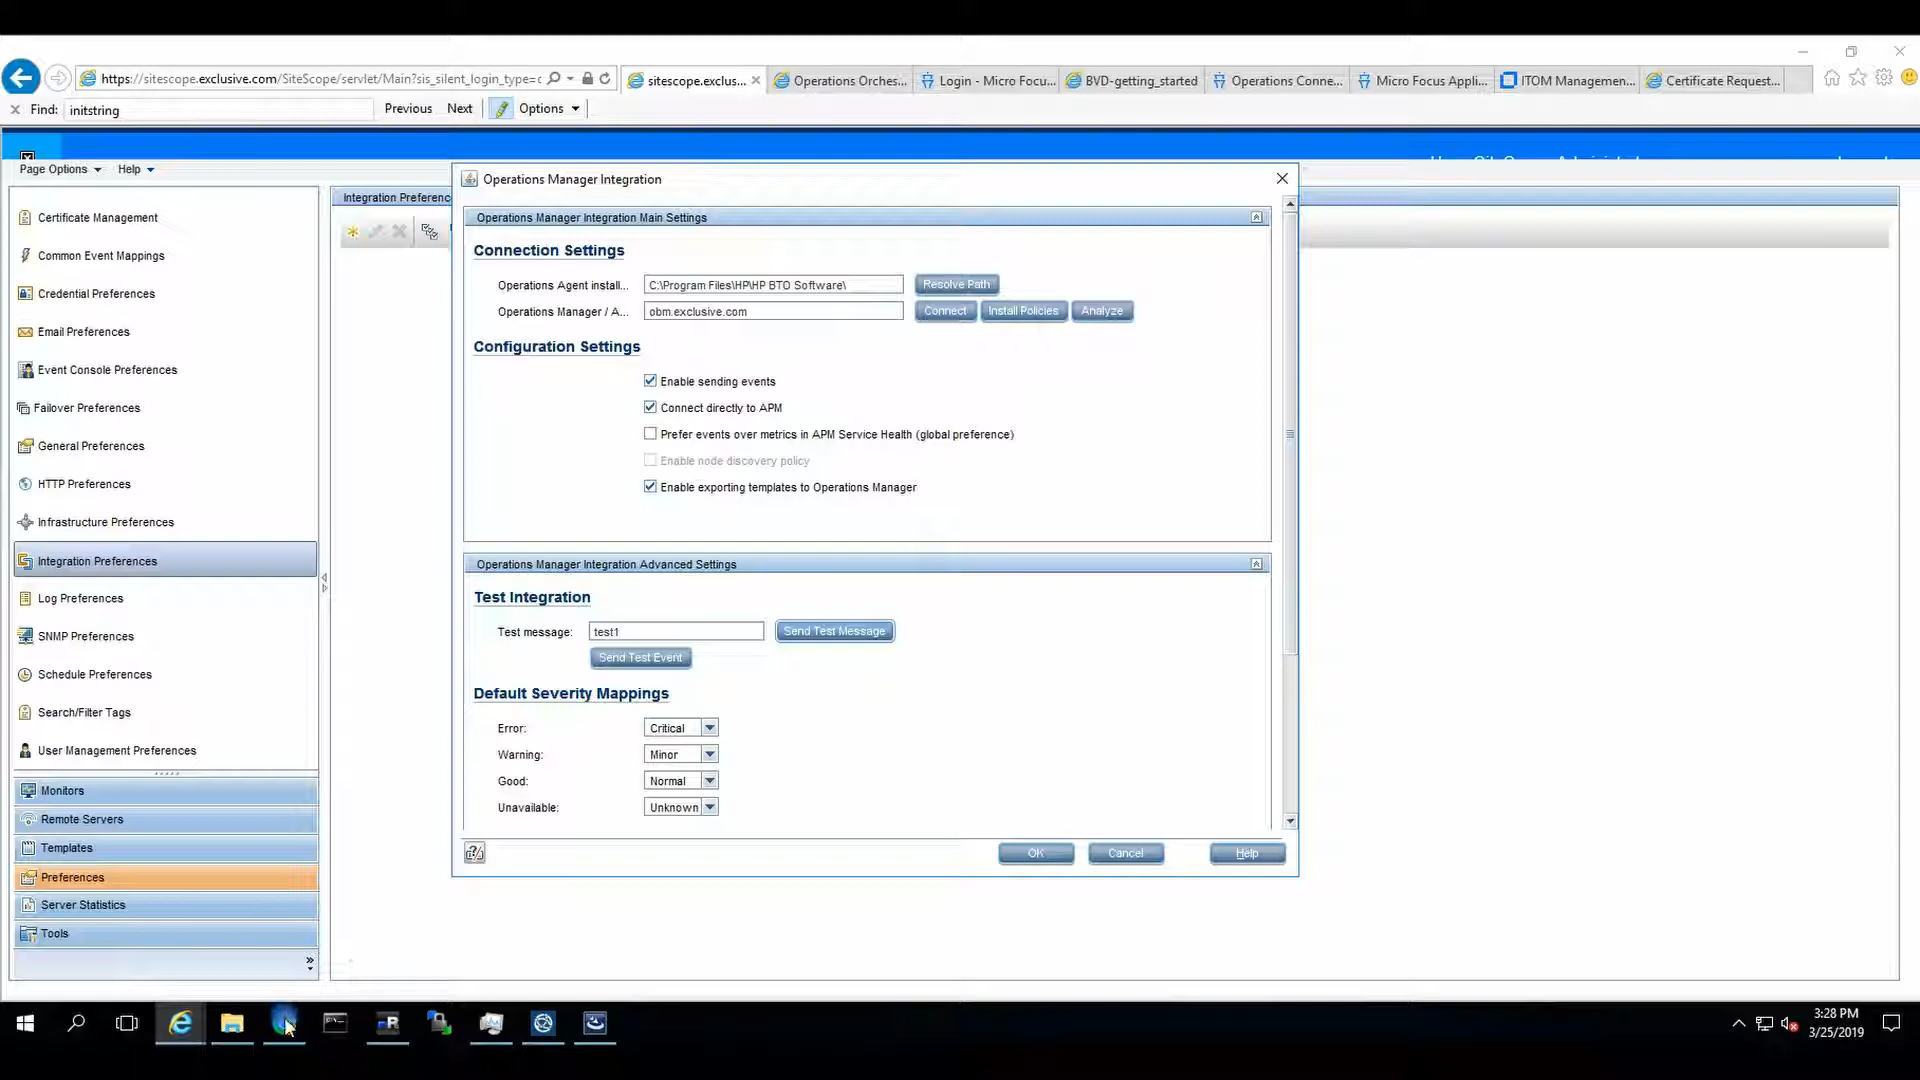 https://sitescope.exclusive.com/SiteScope/servlet/Main?sis_silent_login_type=c
sitescope.exclus...
Operations Orches...
Login - Micro Focu...
BVD-getting_started
Operations Conne...
Micro Focus Appli...
ITOM Managemen...
Certificate Request...
Find: initstring
Previous
Next
Options
Page Options
Help
Certificate Management
Common Event Mappings
Credential Preferences
Email Preferences
Event Console Preferences
Failover Preferences
General Preferences
HTTP Preferences
Infrastructure Preferences
Integration Preferences
Log Preferences
SNMP Preferences
Schedule Preferences
Search/Filter Tags
User Management Preferences
Monitors
Remote Servers
Templates
Preferences
Server Statistics
Tools
Integration Preferenc
Operations Manager Integration
Operations Manager Integration Main Settings
Connection Settings
Operations Agent install... C:\Program Files\HP\HP BTO Software\ Resolve Path
Operations Manager / A... obm.exclusive.com Connect Install Policies Analyze
Configuration Settings
Enable sending events
Connect directly to APM
Prefer events over metrics in APM Service Health (global preference)
Enable node discovery policy
Enable exporting templates to Operations Manager
Operations Manager Integration Advanced Settings
Test Integration
Test message: test1 Send Test Message
Send Test Event
Default Severity Mappings
Error: Critical
Warning: Minor
Good: Normal
Unavailable: Unknown
OK
Cancel
Help
3:28 PM
3/25/2019